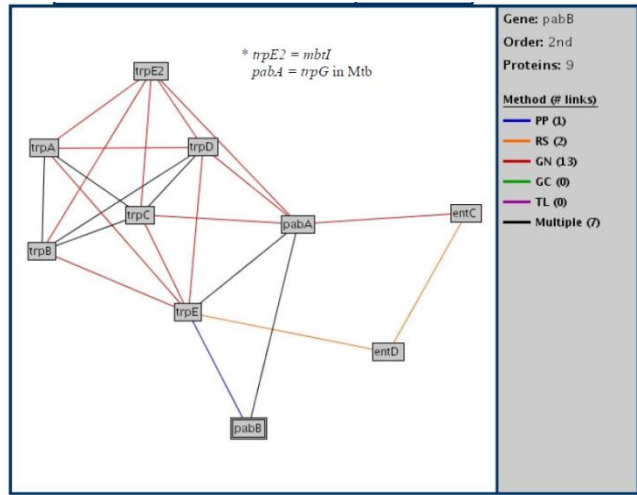 * trpE2 = mbtI
pabA = trpG in Mtb
trpE2
trpA
trpD
trpC
pabA
entC
trpB
trpE
entD
pabB
Gene: pabB
Order: 2nd
Proteins: 9
Method (# links)
PP (1)
RS (2)
GN (13)
GC (0)
TL (0)
Multiple (7)